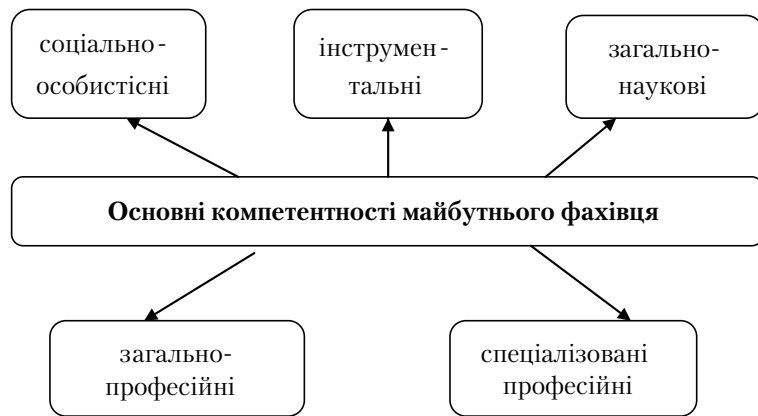 соціально-
особистісні
інструмен-
тальні
загально-
наукові
Основні компетентності майбутнього фахівця
загально-
професійні
спеціалізовані
професійні